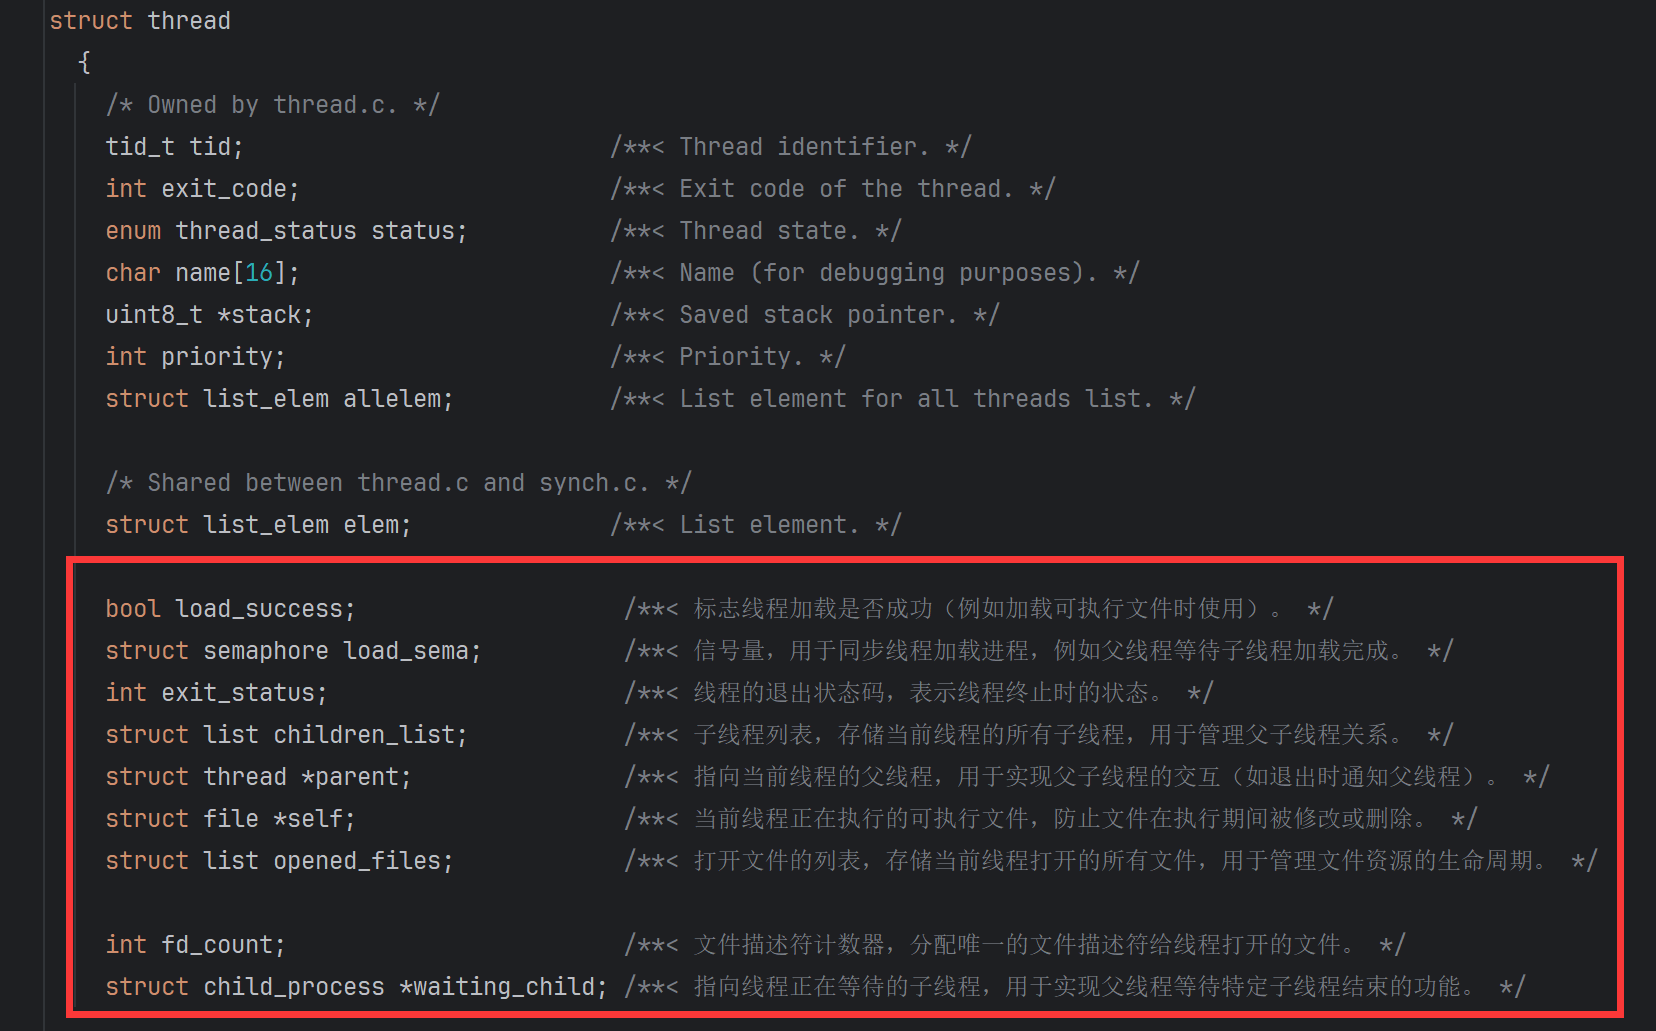 struct thread
{
/* Owned by thread.c. */
tid_t tid; /**< Thread identifier. */
int exit_code; /**< Exit code of the thread. */
enum thread_status status; /**< Thread state. */
char name[16]; /**< Name (for debugging purposes). */
uint8_t *stack; /**< Saved stack pointer. */
int priority; /**< Priority. */
struct list_elem allelem; /**< List element for all threads list. */
/* Shared between thread.c and synch.c. */
struct list_elem elem; /**< List element. */
bool load_success; /**< 标志线程加载是否成功（例如加载可执行文件时使用）。 */
struct semaphore load_sema; /**< 信号量，用于同步线程加载进程，例如父线程等待子线程加载完成。 */
int exit_status; /**< 线程的退出状态码，表示线程终止时的状态。 */
struct list children_list; /**< 子线程列表，存储当前线程的所有子线程，用于管理父子线程关系。 */
struct thread *parent; /**< 指向当前线程的父线程，用于实现父子线程的交互（如退出时通知父线程）。 */
struct file *self; /**< 当前线程正在执行的可执行文件，防止文件在执行期间被修改或删除。 */
struct list opened_files; /**< 打开文件的列表，存储当前线程打开的所有文件，用于管理文件资源的生命周期。 */
int fd_count; /**< 文件描述符计数器，分配唯一的文件描述符给线程打开的文件。 */
struct child_process *waiting_child; /**< 指向线程正在等待的子线程，用于实现父线程等待特定子线程结束的功能。 */